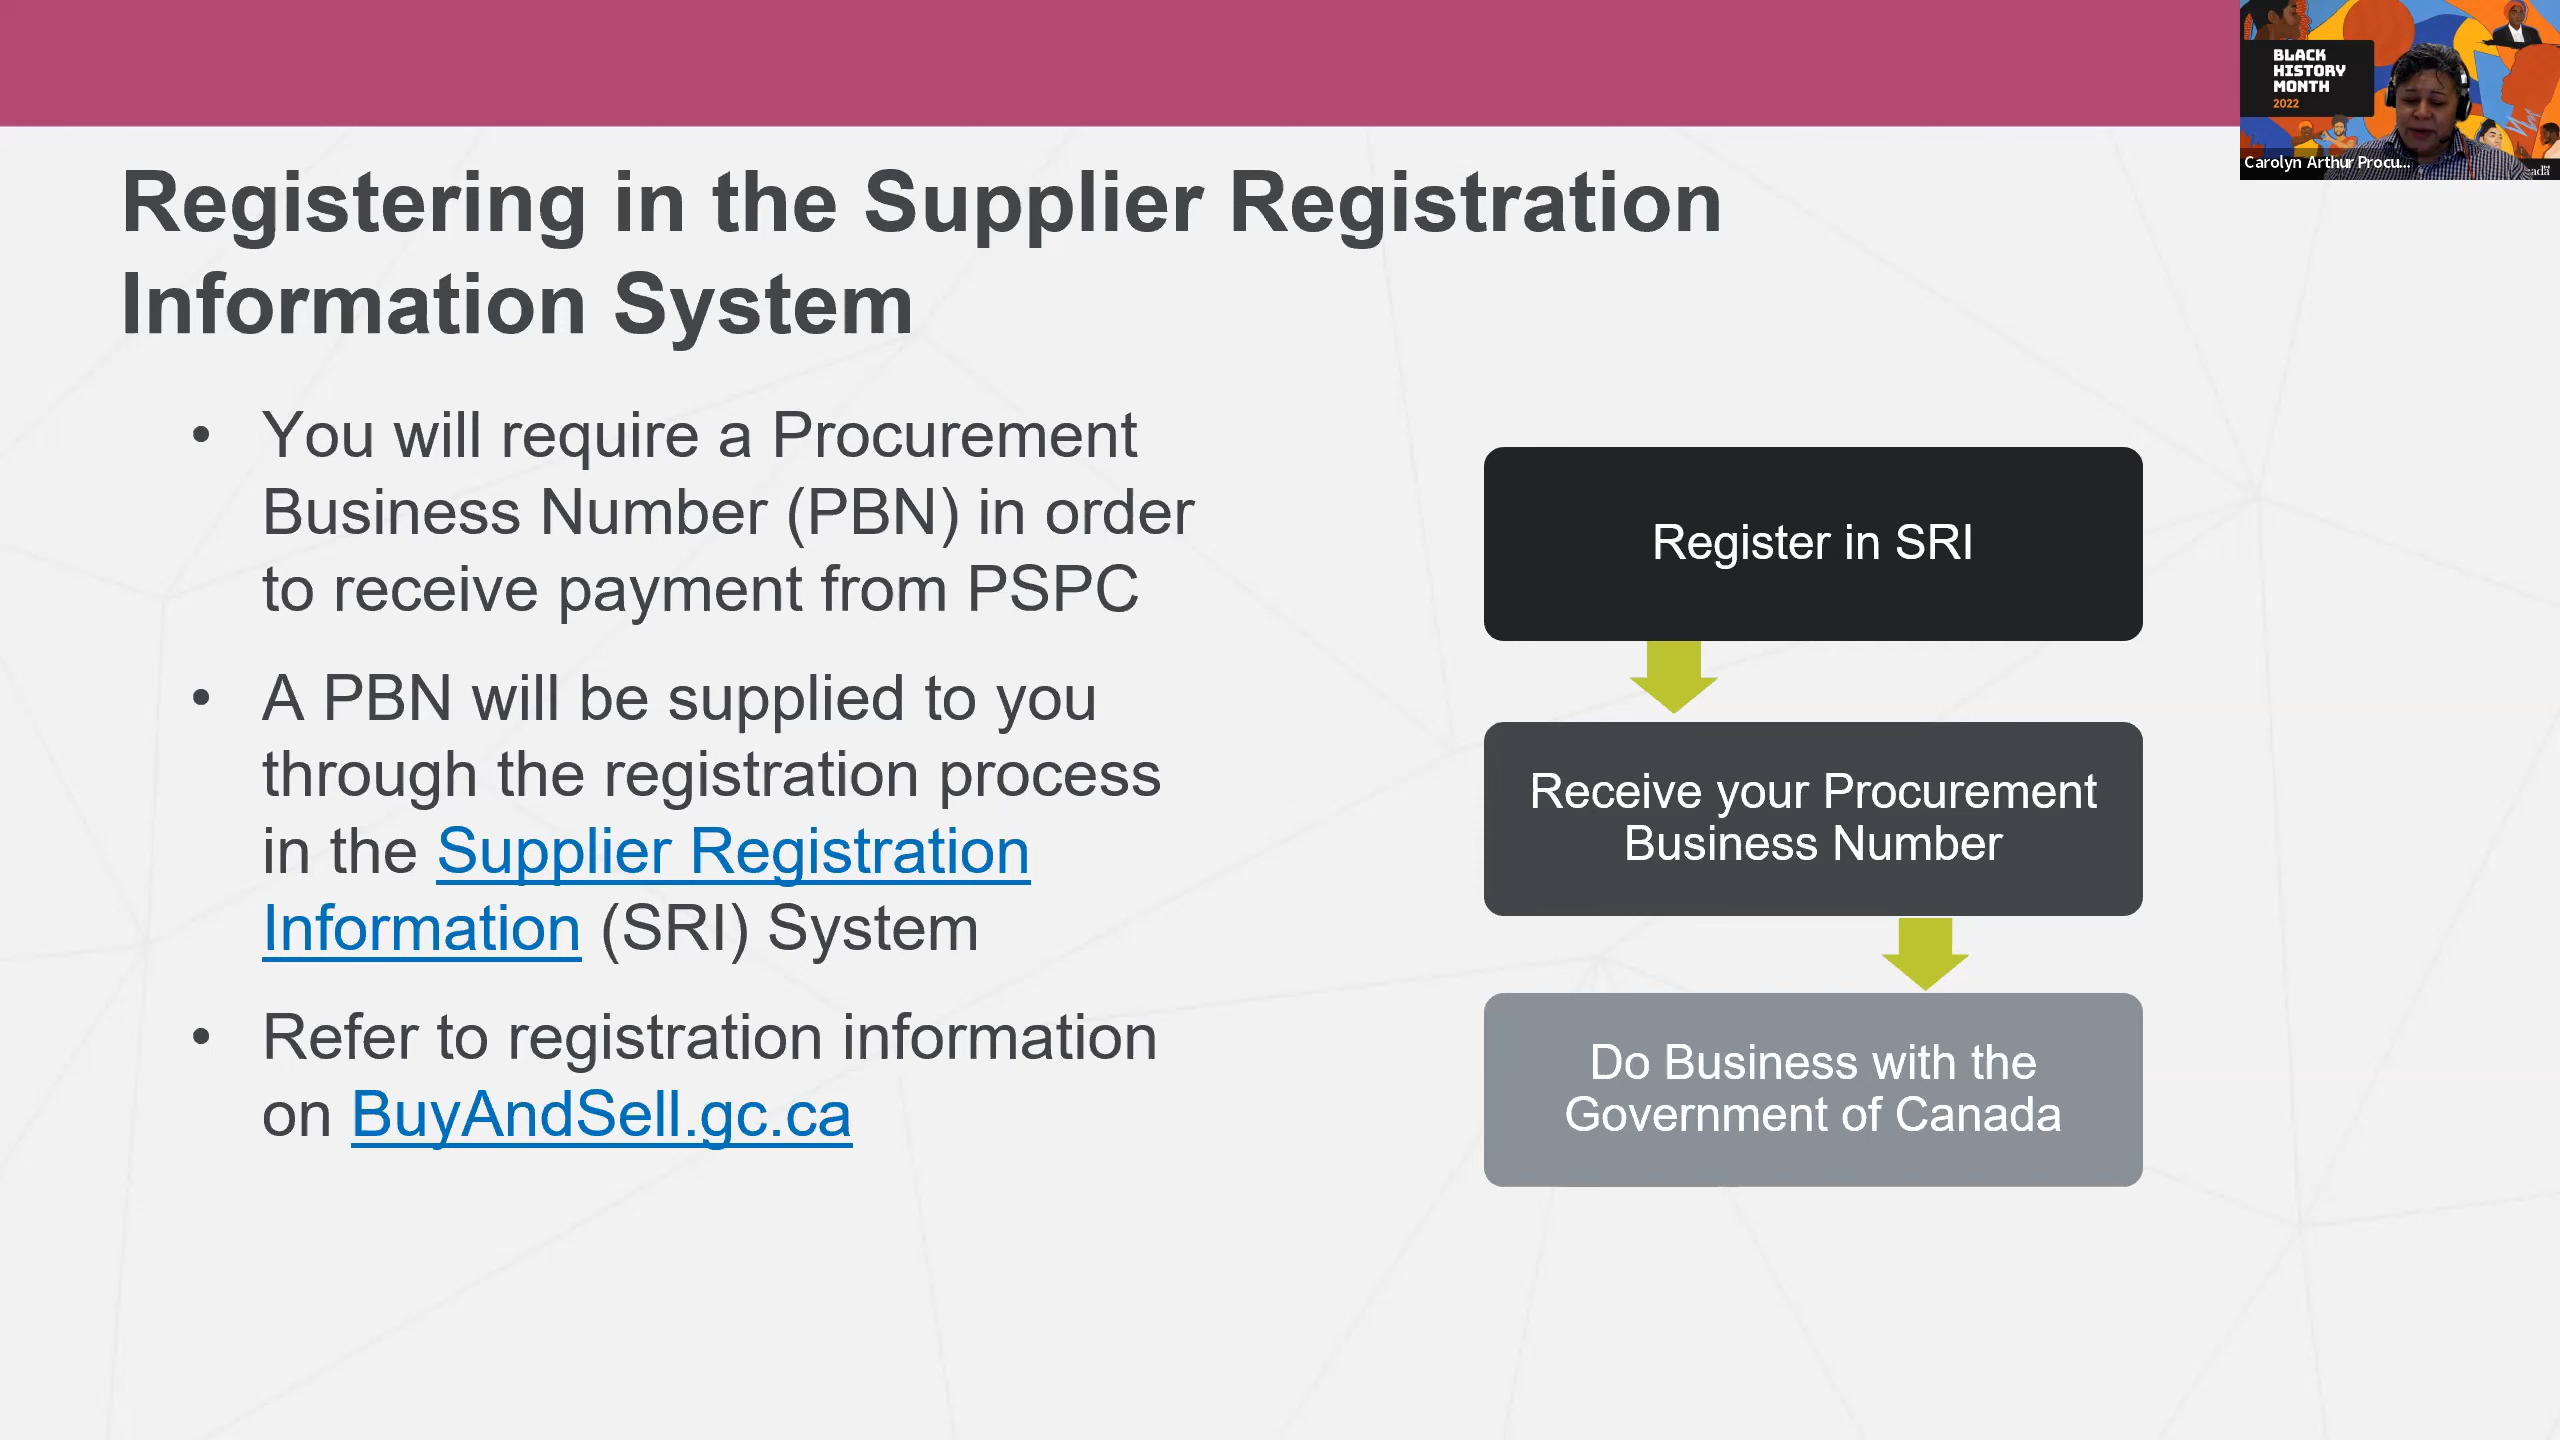 BLACK
HISTORY
MONTH
2022
Carolyn Arthur Procu...
Registering in the Supplier Registration
Information System
• You will require a Procurement
Business Number (PBN) in order
to receive payment from PSPC
• A PBN will be supplied to you
through the registration process
in the Supplier Registration
Information (SRI) System
• Refer to registration information
on BuyAndSell.gc.ca
Register in SRI
Receive your Procurement
Business Number
Do Business with the
Government of Canada